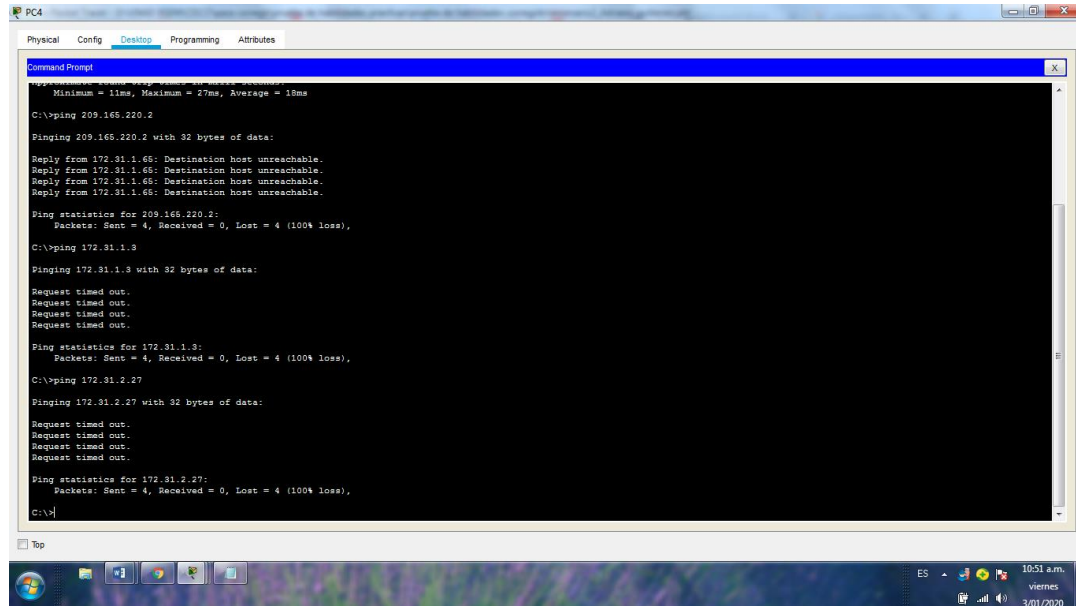 PC4
Physical Config Desktop Programming Attributes
Command Prompt
X
Approximate round trip times in milli-seconds:
Minimum = 11ms, Maximum = 27ms, Average = 18ms
C:\>ping 209.165.220.2
Pinging 209.165.220.2 with 32 bytes of data:
Reply from 172.31.1.65: Destination host unreachable.
Reply from 172.31.1.65: Destination host unreachable.
Reply from 172.31.1.65: Destination host unreachable.
Reply from 172.31.1.65: Destination host unreachable.
Ping statistics for 209.165.220.2:
Packets: Sent = 4, Received = 0, Lost = 4 (100% loss),
C:\>ping 172.31.1.3
Pinging 172.31.1.3 with 32 bytes of data:
Request timed out.
Request timed out.
Request timed out.
Request timed out.
Ping statistics for 172.31.1.3:
Packets: Sent = 4, Received = 0, Lost = 4 (100% loss),
C:\>ping 172.31.2.27
Pinging 172.31.2.27 with 32 bytes of data:
Request timed out.
Request timed out.
Request timed out.
Request timed out.
Ping statistics for 172.31.2.27:
Packets: Sent = 4, Received = 0, Lost = 4 (100% loss),
C:\>
Top
ES
10:51 a.m.
viernes
3/01/2020